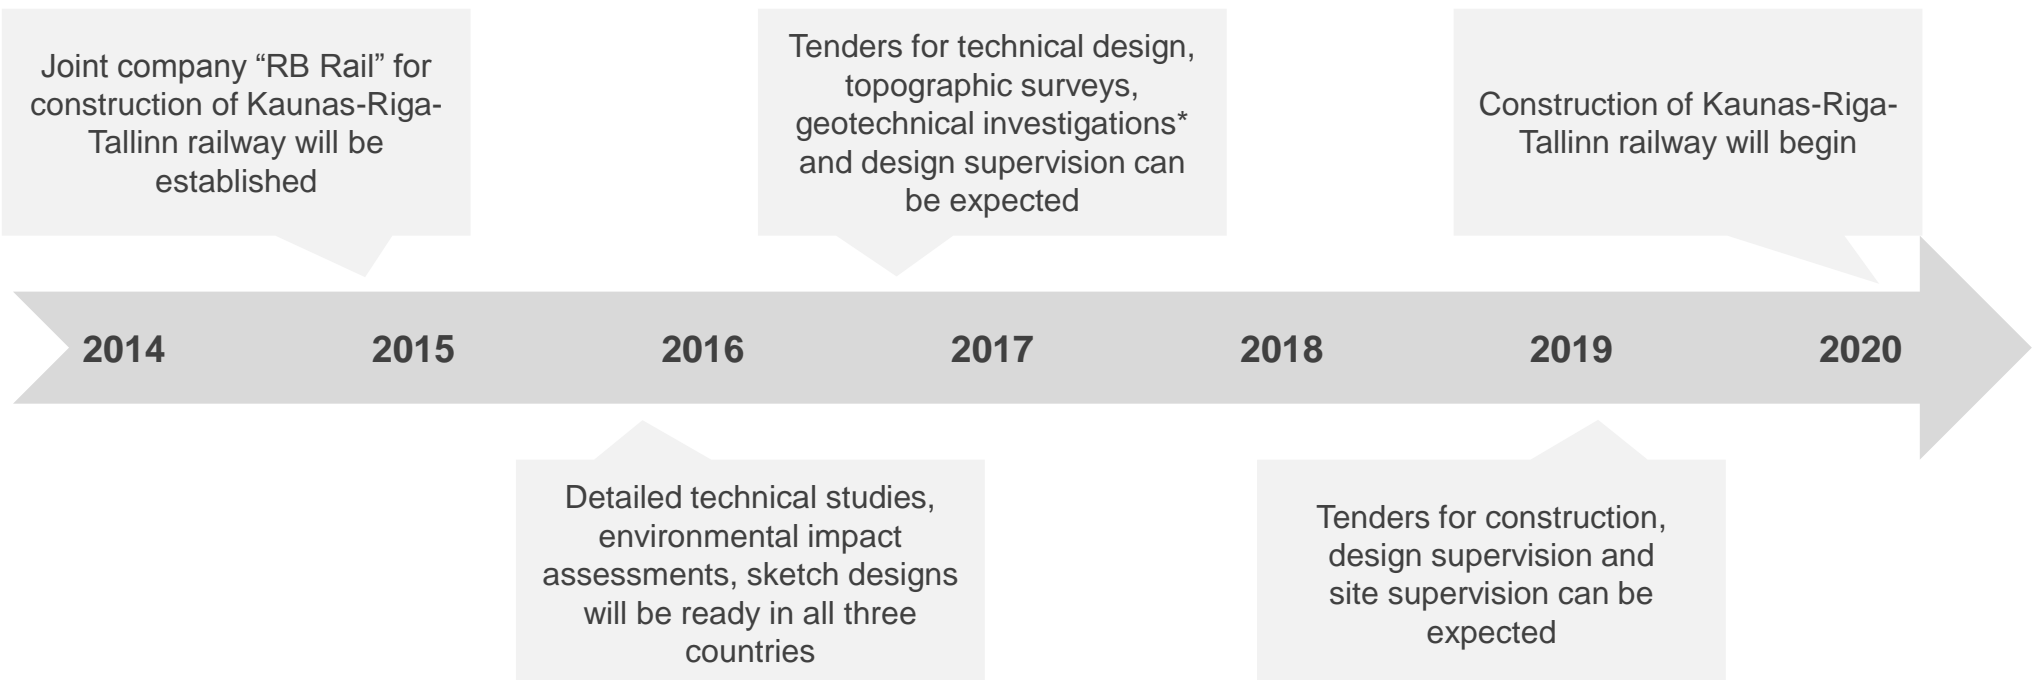 Joint company “RB Rail” for
construction of Kaunas-Riga-
Tallinn railway will be
established
Tenders for technical design,
topographic surveys,
geotechnical investigations*
and design supervision can
be expected
Construction of Kaunas-Riga-
Tallinn railway will begin
2014 2015 2016 2017 2018 2019 2020
Detailed technical studies,
environmental impact
assessments, sketch designs
will be ready in all three
countries
Tenders for construction,
design supervision and
site supervision can be
expected